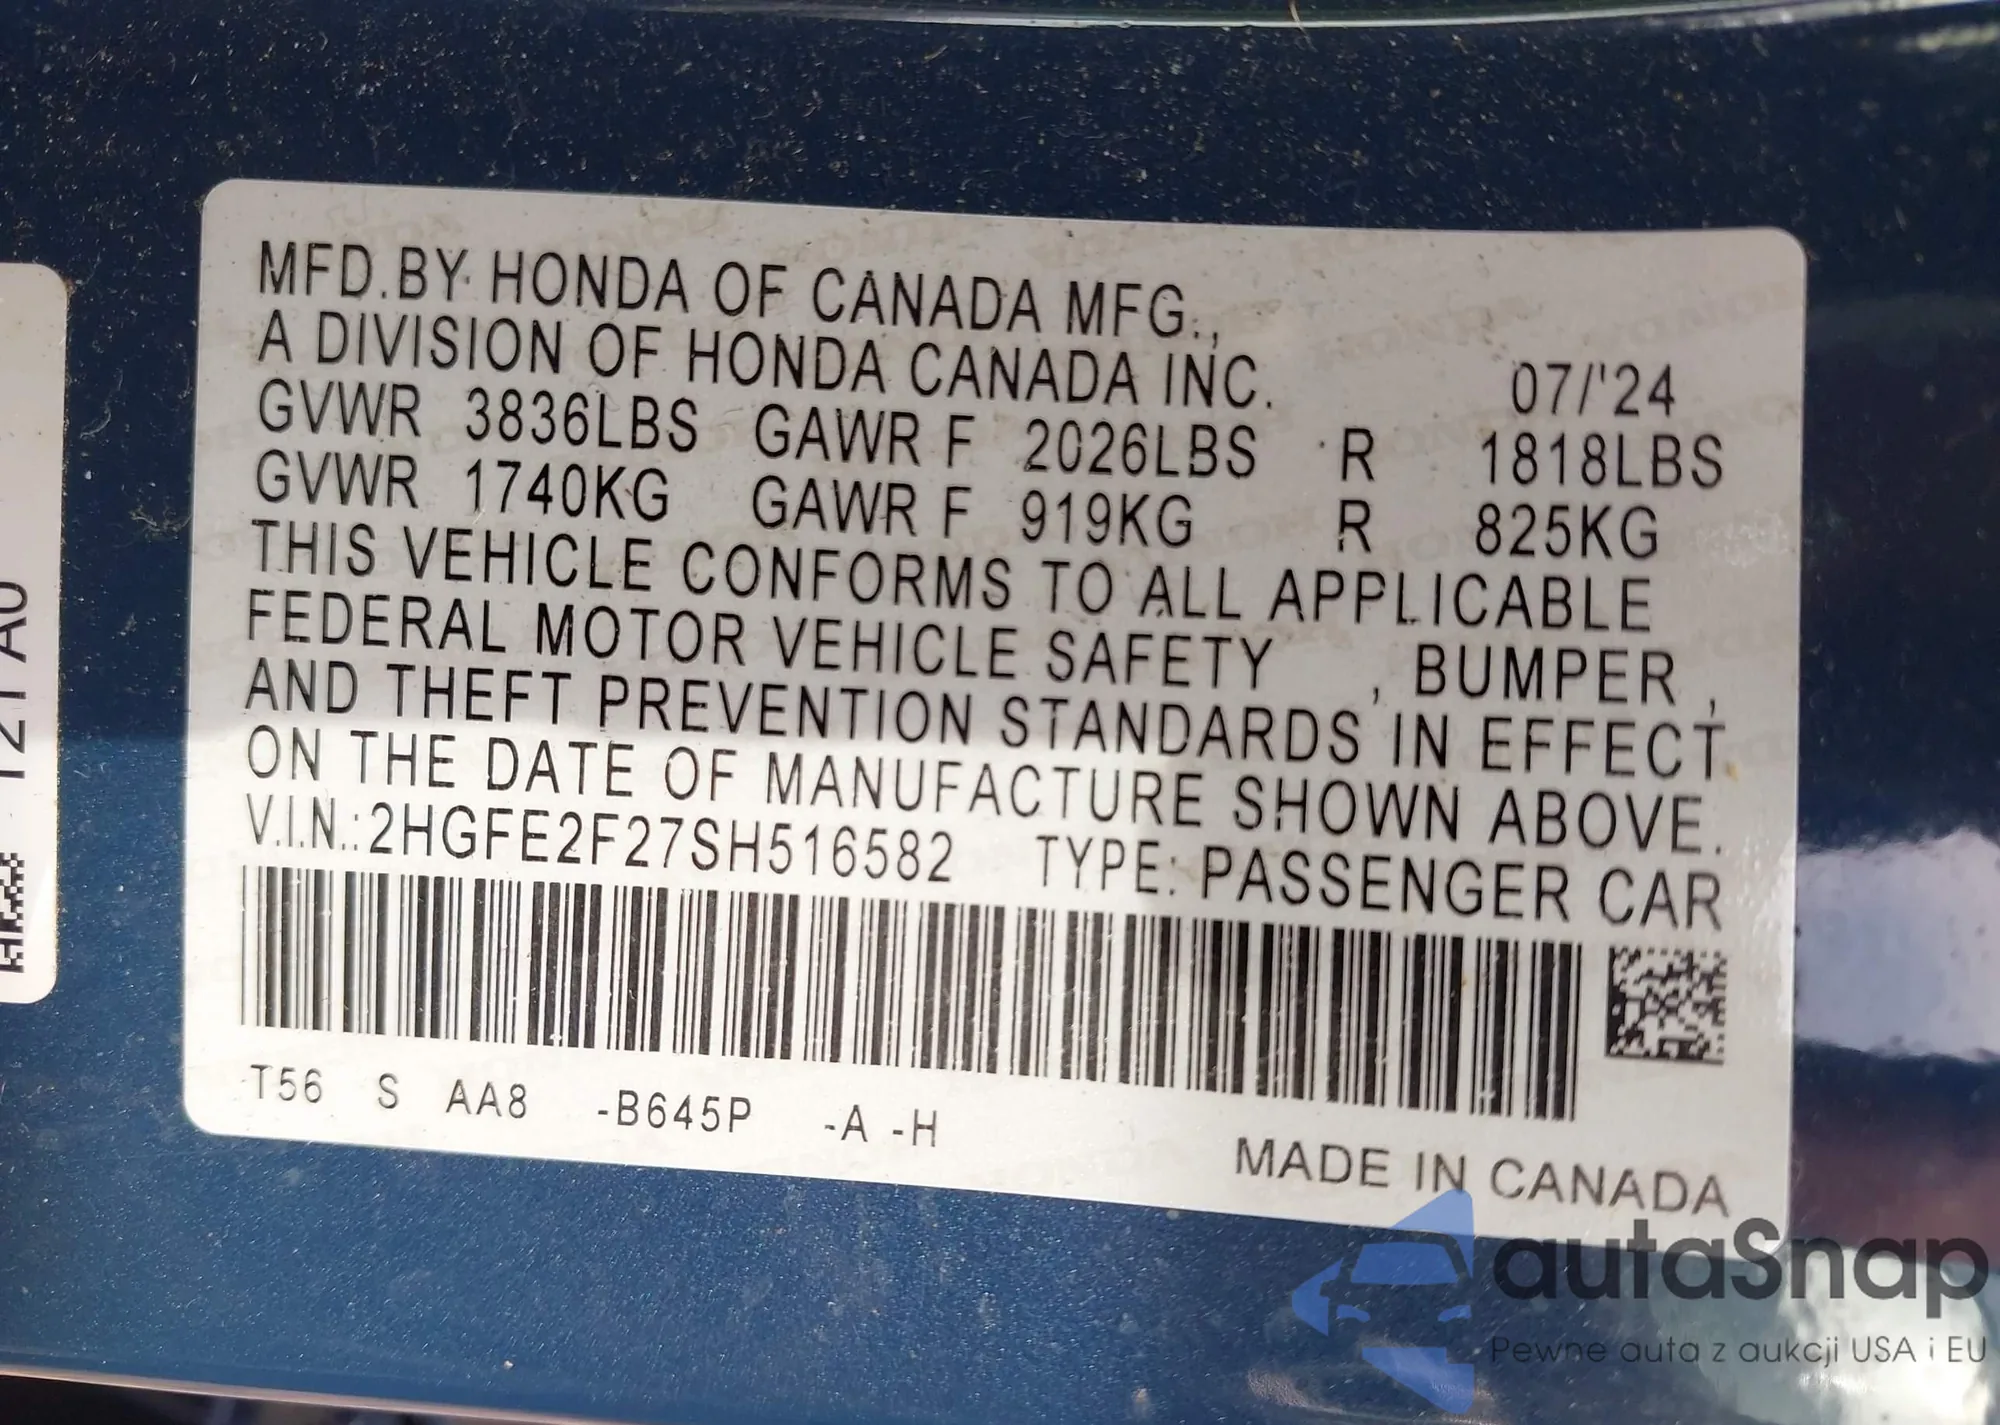 MFD.BY HONDA OF CANADA MFG.,
A DIVISION OF HONDA CANADA INC. 07/'24
GVWR 3836LBS GAWR F 2026LBS R 1818LBS
GVWR 1740KG GAWR F 919KG R 825KG
THIS VEHICLE CONFORMS TO ALL APPLICABLE
FEDERAL MOTOR VEHICLE SAFETY , BUMPER ,
AND THEFT PREVENTION STANDARDS IN EFFECT
ON THE DATE OF MANUFACTURE SHOWN ABOVE.
V.I.N.:2HGFE2F27SH516582 TYPE: PASSENGER CAR
T56 S AA8 -B645P -A -H
MADE IN CANADA
autaSnap
Pewne auta z aukcji USA i EU